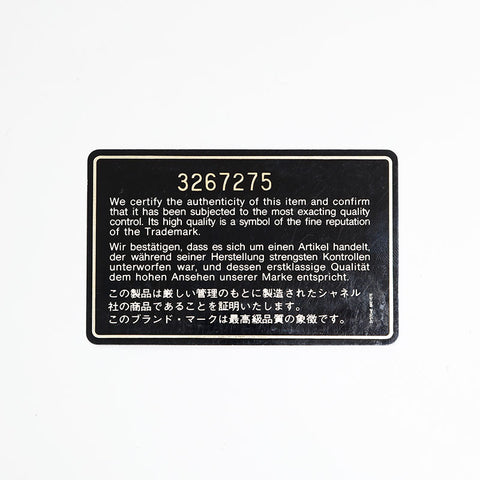 3267275
We certify the authenticity of this item and confirm
that it has been subjected to the most exacting quality
control. Its high quality is a symbol of the fine reputation
of the Trademark.
Wir bestätigen, dass es sich um einen Artikel handelt,
der während seiner Herstellung strengsten Kontrollen
unterworfen war, und dessen erstklassige Qualität
dem hohen Ansehen unserer Marke entspricht.
この製品は厳しい管理のもとに製造されたシャネル
社の商品であることを証明いたします。
このブランド・マークは最高級品質の象徴です。